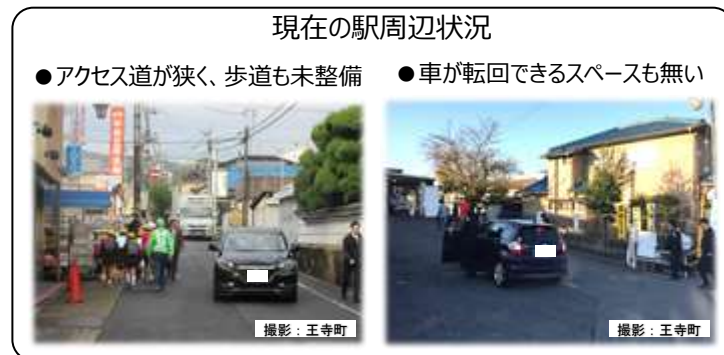 現在の駅周辺状況
●アクセス道が狭く、歩道も未整備
●車が転回できるスペースも無い
撮影：王寺町
撮影：王寺町